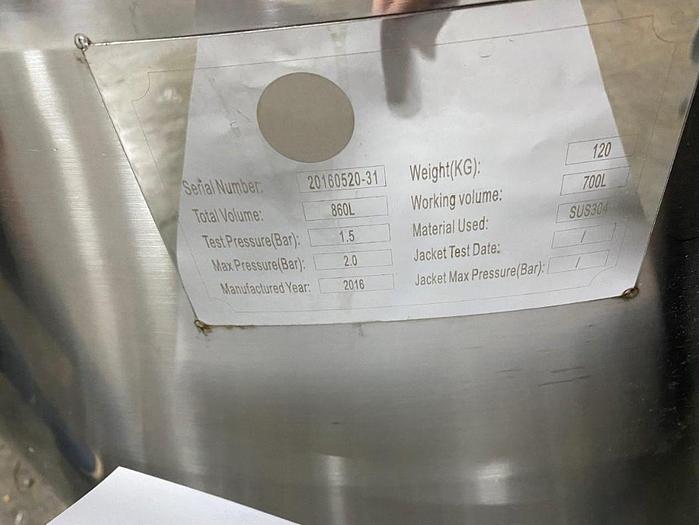 Serial Number: 20160520-31
Total Volume: 860L
Test Pressure(Bar): 1.5
Max Pressure(Bar): 2.0
Manufactured Year: 2016
Weight(KG): 120
Working volume: 700L
Material Used: SUS304
Jacket Test Date: /
Jacket Max Pressure(Bar): /